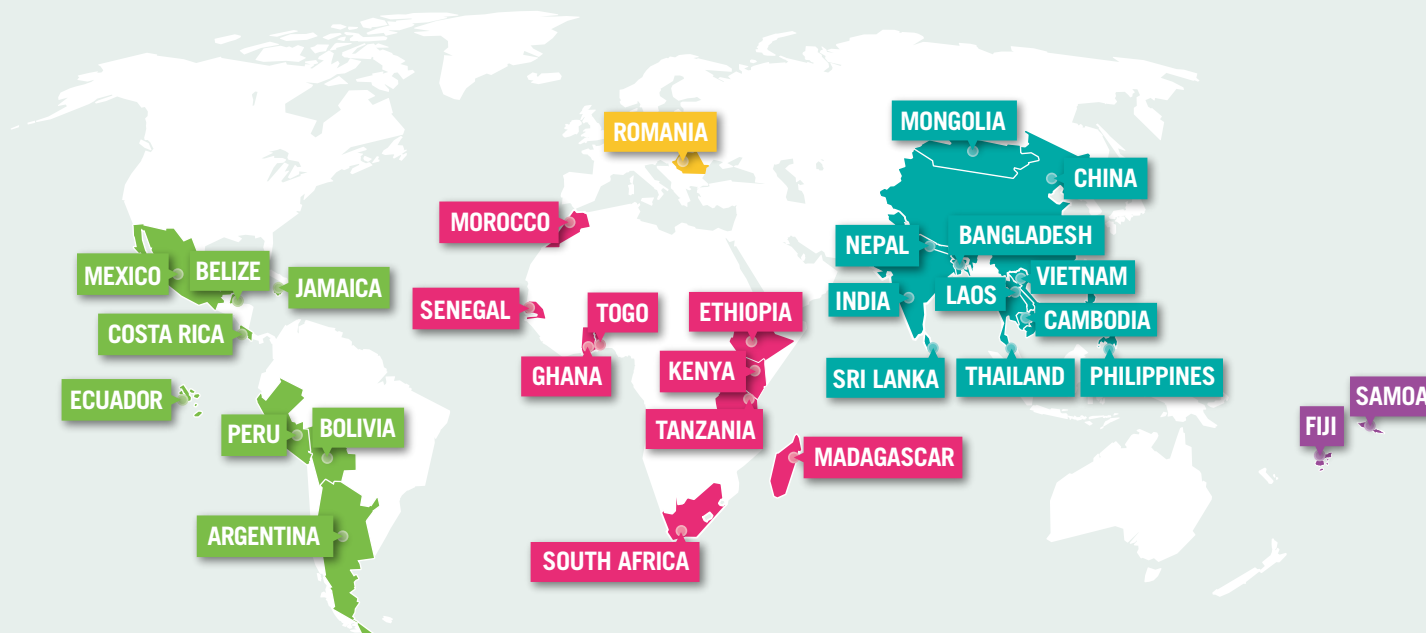 MEXICO
BELIZE
JAMAICA
COSTA RICA
ECUADOR
PERU
BOLIVIA
ARGENTINA
ROMANIA
MOROCCO
SENEGAL
TOGO
GHANA
ETHIOPIA
KENYA
TANZANIA
MADAGASCAR
SOUTH AFRICA
MONGOLIA
CHINA
NEPAL
BANGLADESH
INDIA
LAOS
VIETNAM
CAMBODIA
SRI LANKA
THAILAND
PHILIPPINES
FIJI
SAMOA